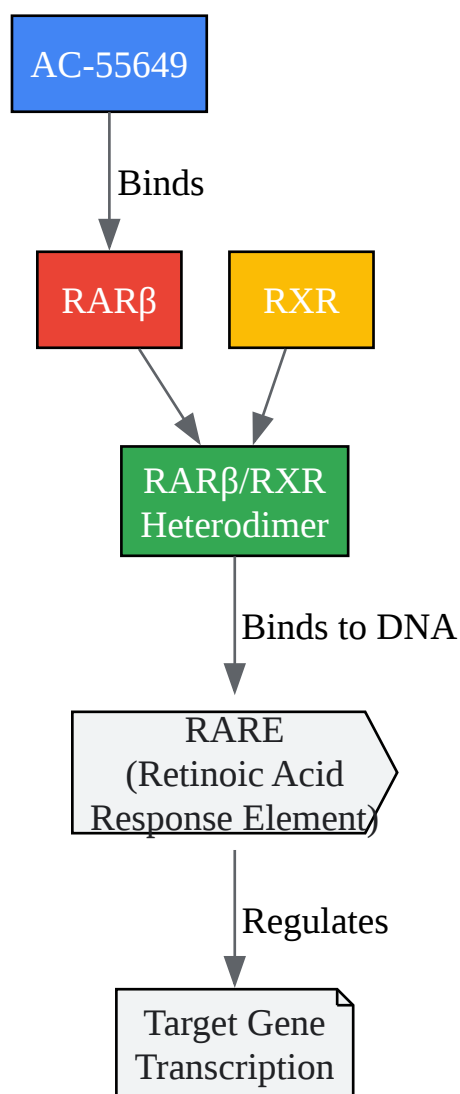 AC-55649
Binds
RARβ
RXR
RARβ/RXR
Heterodimer
Binds to DNA
RARE
(Retinoic Acid
Response Element)
Regulates
Target Gene
Transcription